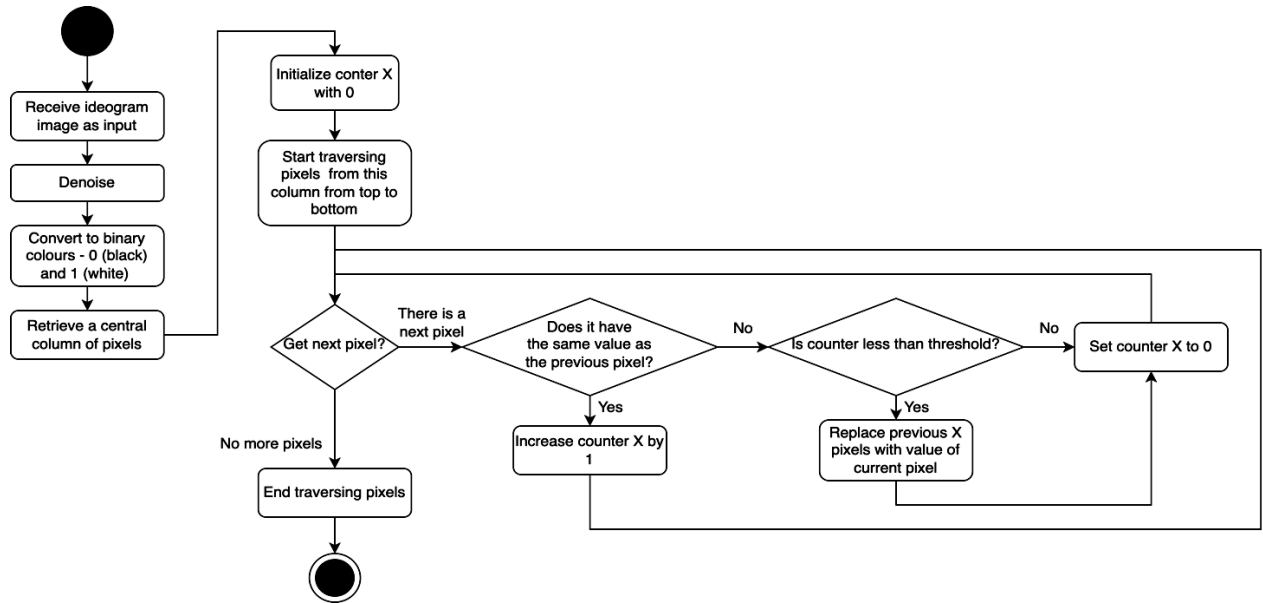 Receive ideogram
image as input
Denoise
Convert to binary
colours - 0 (black)
and 1 (white)
Retrieve a central
column of pixels
Initialize conter X
with 0
Start traversing
pixels from this
column from top to
bottom
Get next pixel?
There is a
next pixel
Does it have
the same value as
the previous pixel?
No
Is counter less than threshold?
No
Set counter X to 0
Yes
Increase counter X by
1
Yes
Replace previous X
pixels with value of
current pixel
No more pixels
End traversing pixels